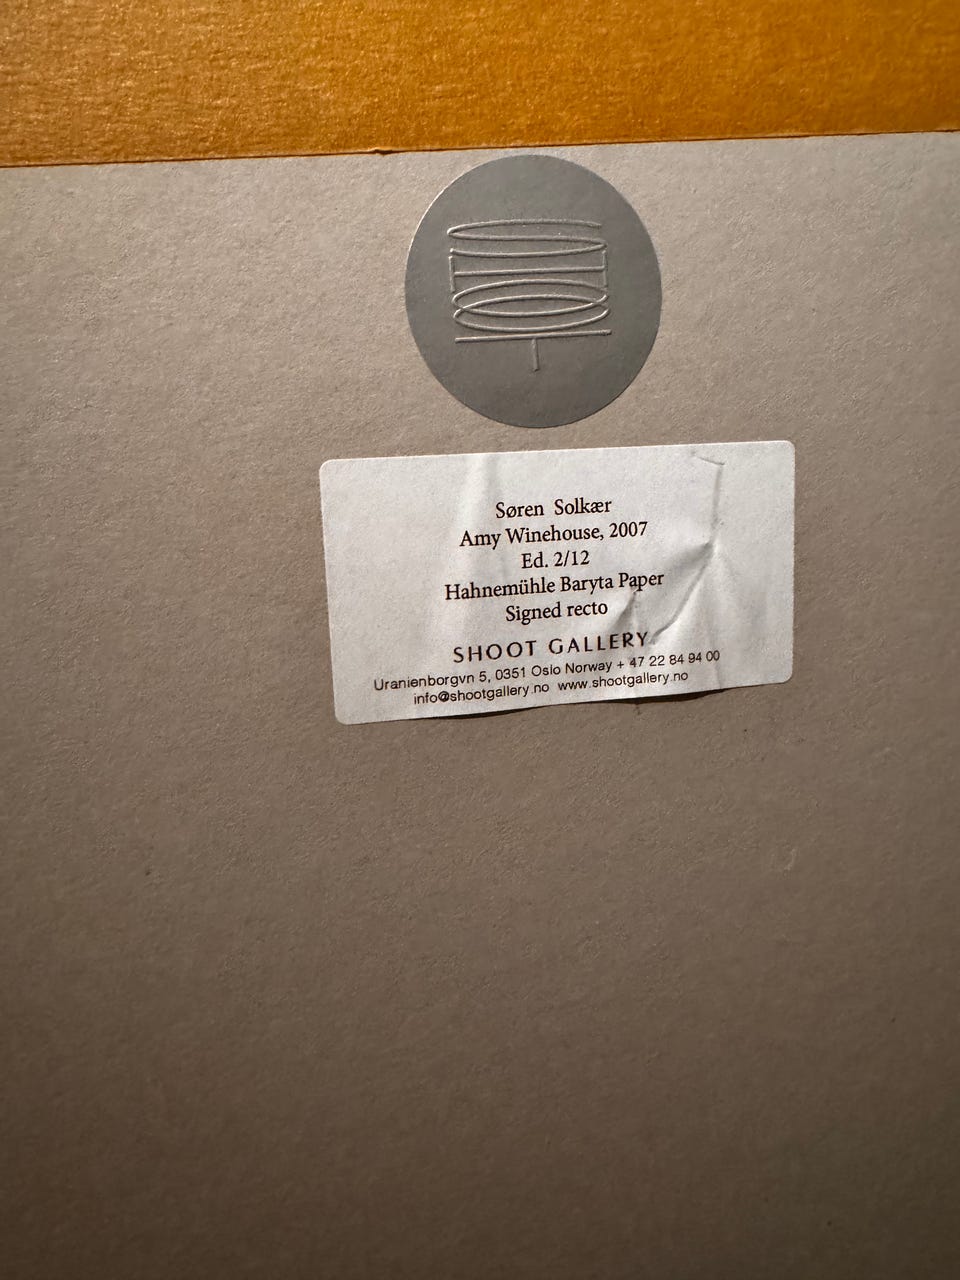 Søren Solkær
Amy Winehouse, 2007
Ed. 2/12
Hahnemühle Baryta Paper
Signed recto
SHOOT GALLERY
Uranienborgvn 5, 0351 Oslo Norway + 47 22 84 94 00
info@shootgallery.no www.shootgallery.no